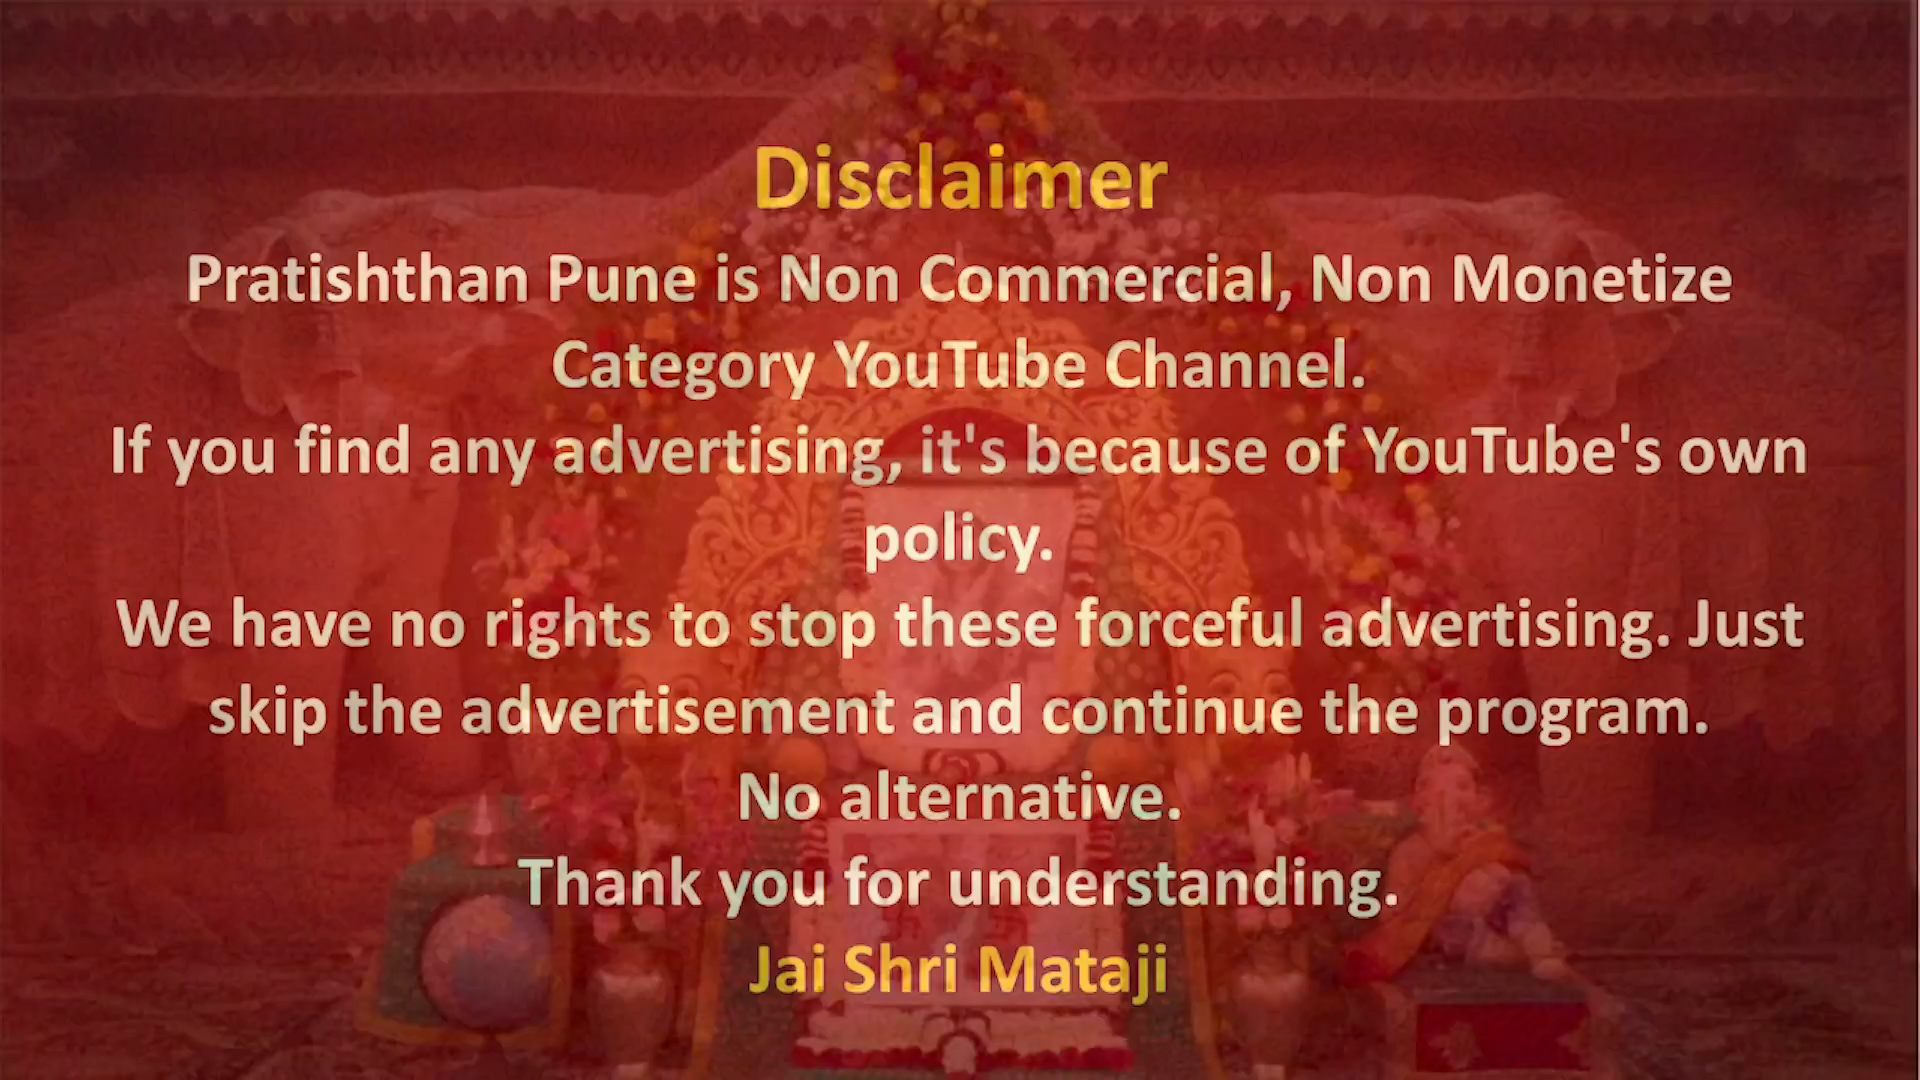 Disclaimer
Pratishthan Pune is Non Commercial, Non Monetize
Category YouTube Channel.
If you find any advertising, it's because of YouTube's own
policy.
We have no rights to stop these forceful advertising. Just
skip the advertisement and continue the program.
No alternative.
Thank you for understanding.
Jai Shri Mataji